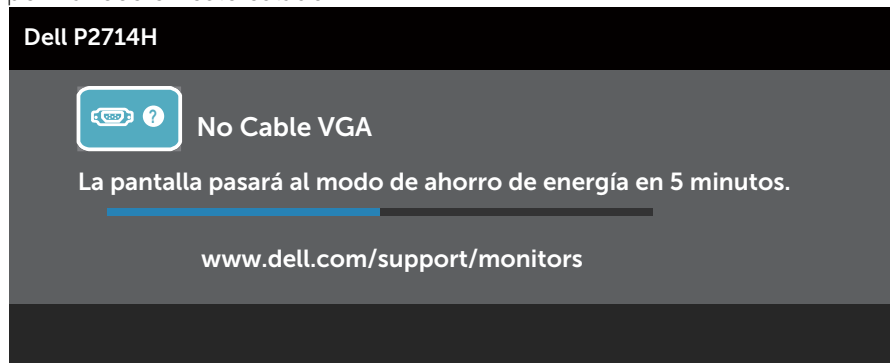 Dell P2714H
No Cable VGA
La pantalla pasará al modo de ahorro de energía en 5 minutos.
www.dell.com/support/monitors